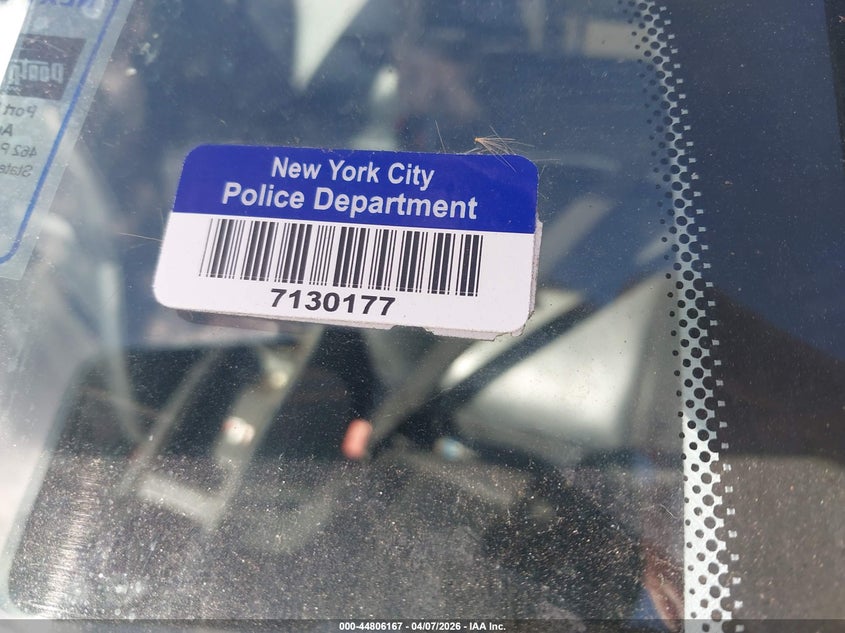 New York City
Police Department
7130177
000-44806167 - 04/07/2026 - IAA Inc.